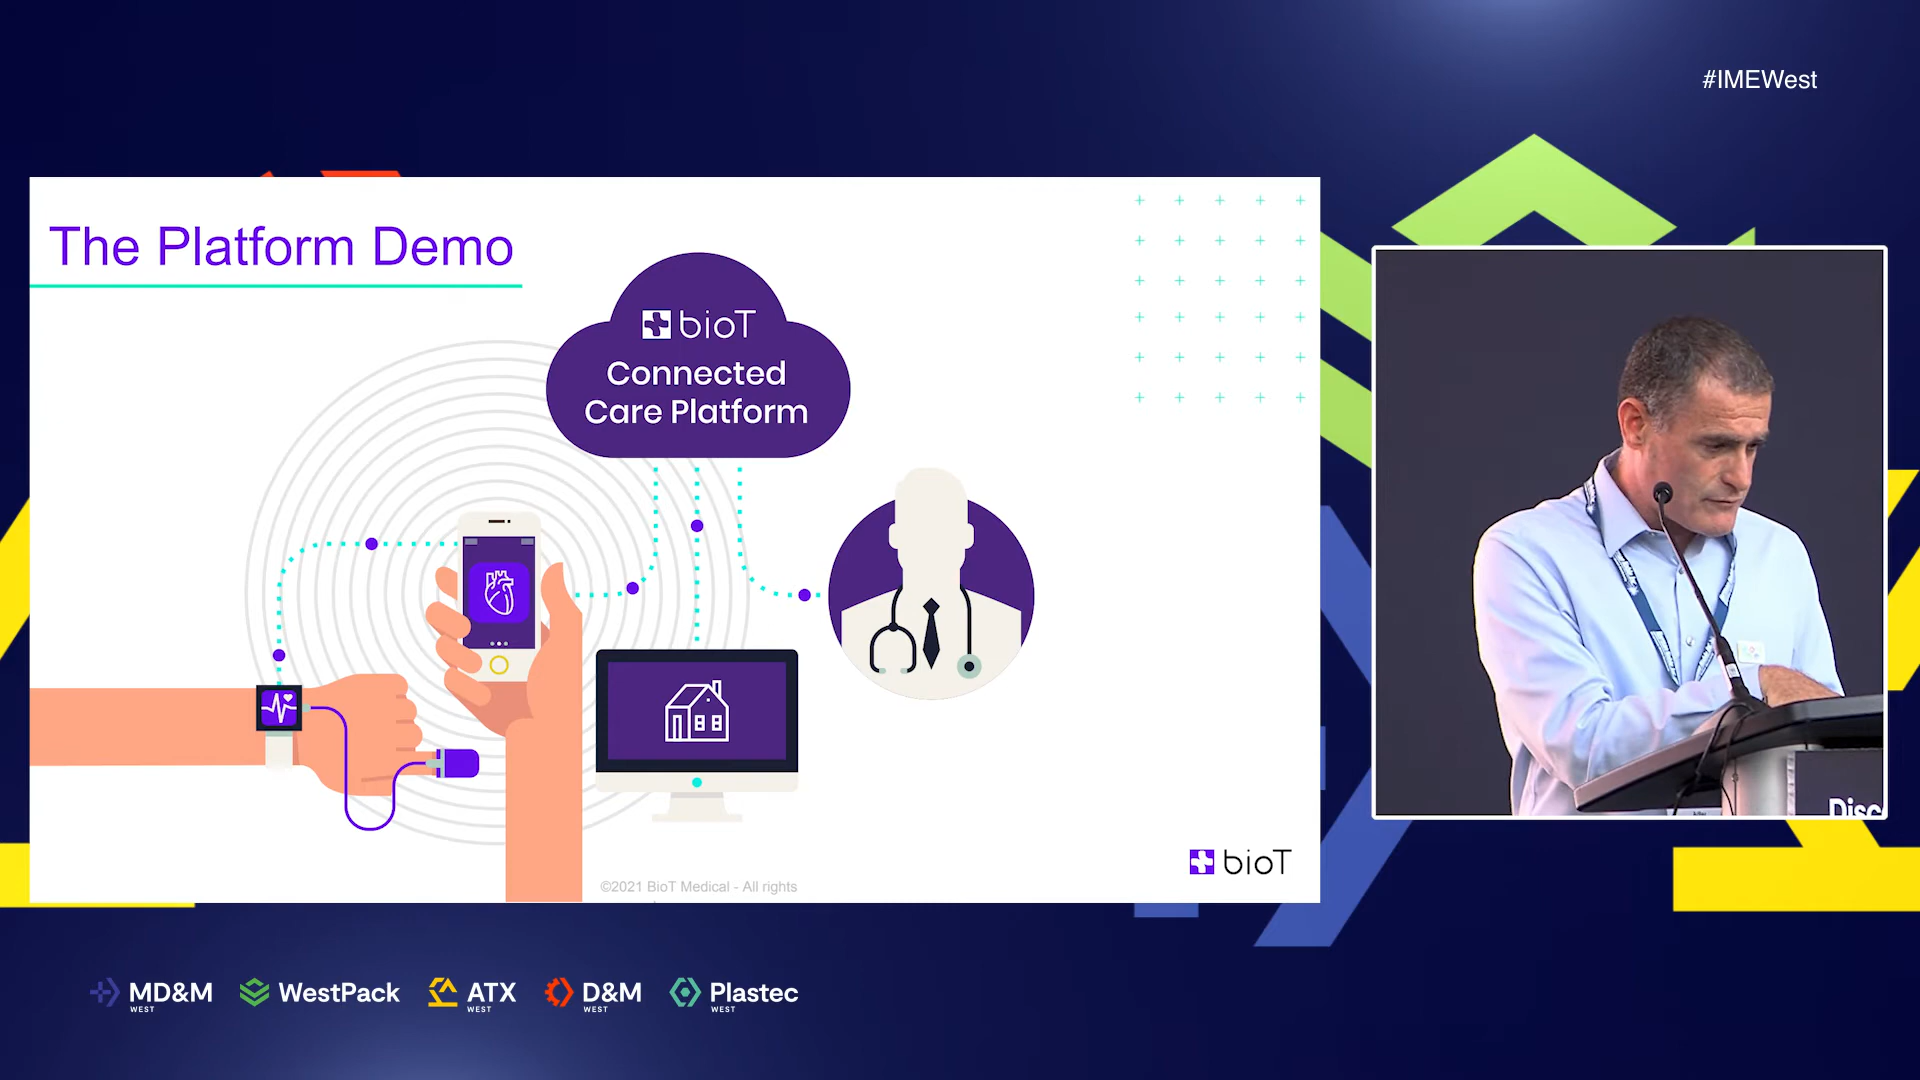 #IMEWest
The Platform Demo
bioT
Connected
Care Platform
bioT
©2021 BioT Medical - All rights
Disc
MD&M
WEST
WestPack
ATX
WEST
D&M
WEST
Plastec
WEST